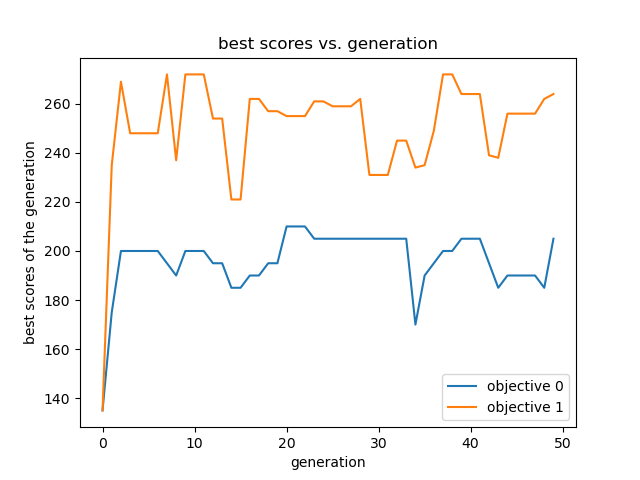 best scores vs. generation
best scores of the generation
260
240
220
200
180
160
140
0 10 20 30 40 50
generation
objective 0
objective 1